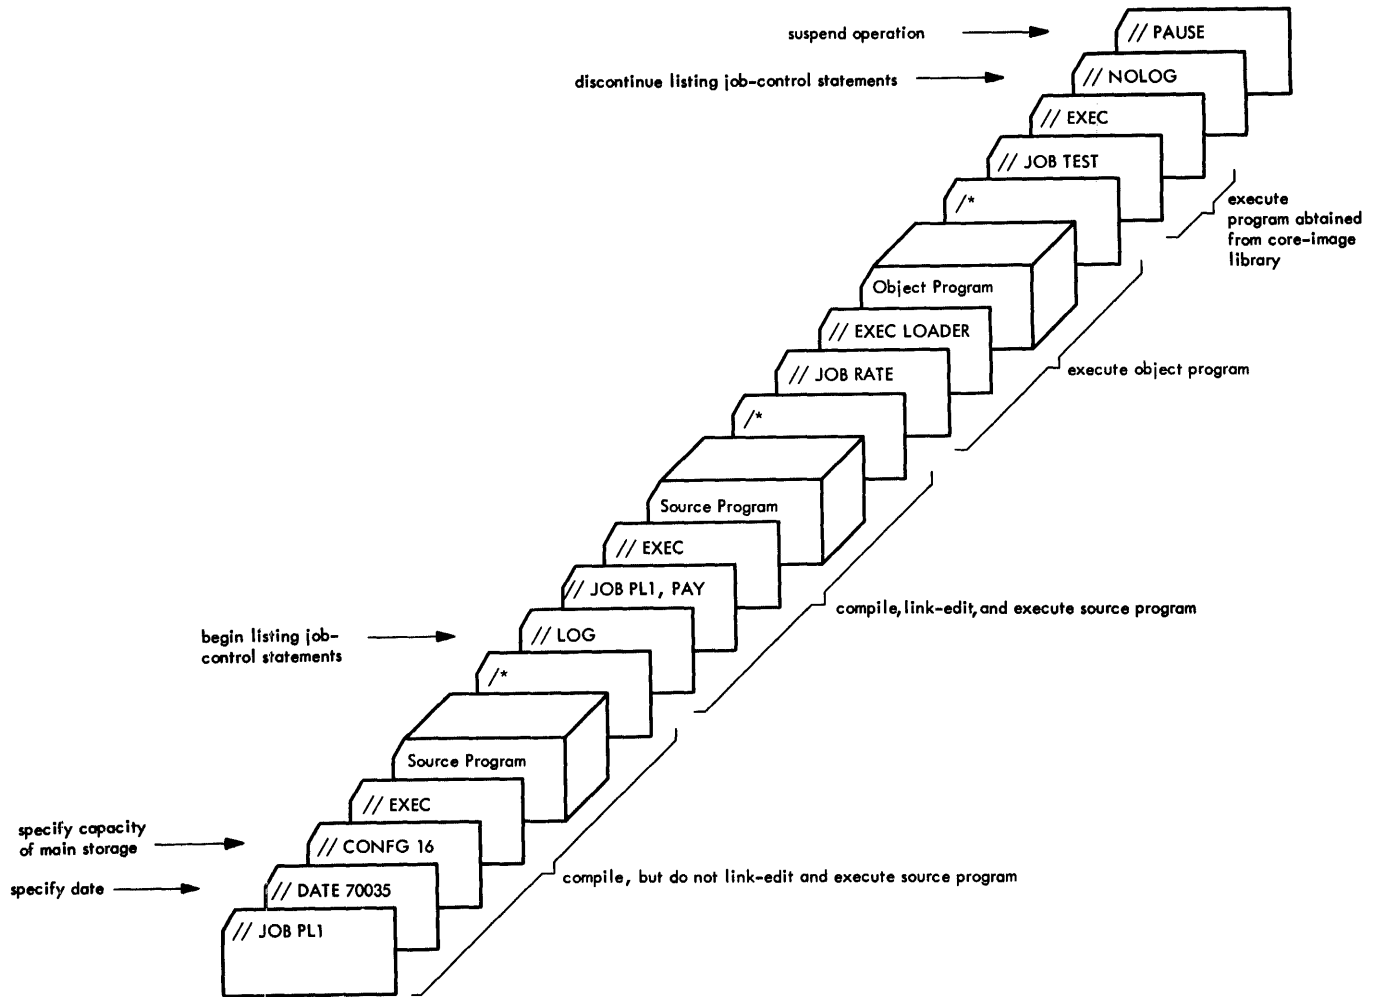 suspend operation
// PAUSE
discontinue listing job-control statements
// NOLOG
// EXEC
// JOB TEST
/*
execute
program abtained
from core-image
library
Object Program
// EXEC LOADER
execute object program
// JOB RATE
/*
Source Program
// EXEC
// JOB PL1, PAY
compile, link-edit, and execute source program
begin listing job-
control statements
// LOG
/*
Source Program
// EXEC
specify capacity
of main storage
// CONFG 16
compile, but do not link-edit and execute source program
specify date
// DATE 70035
// JOB PL1